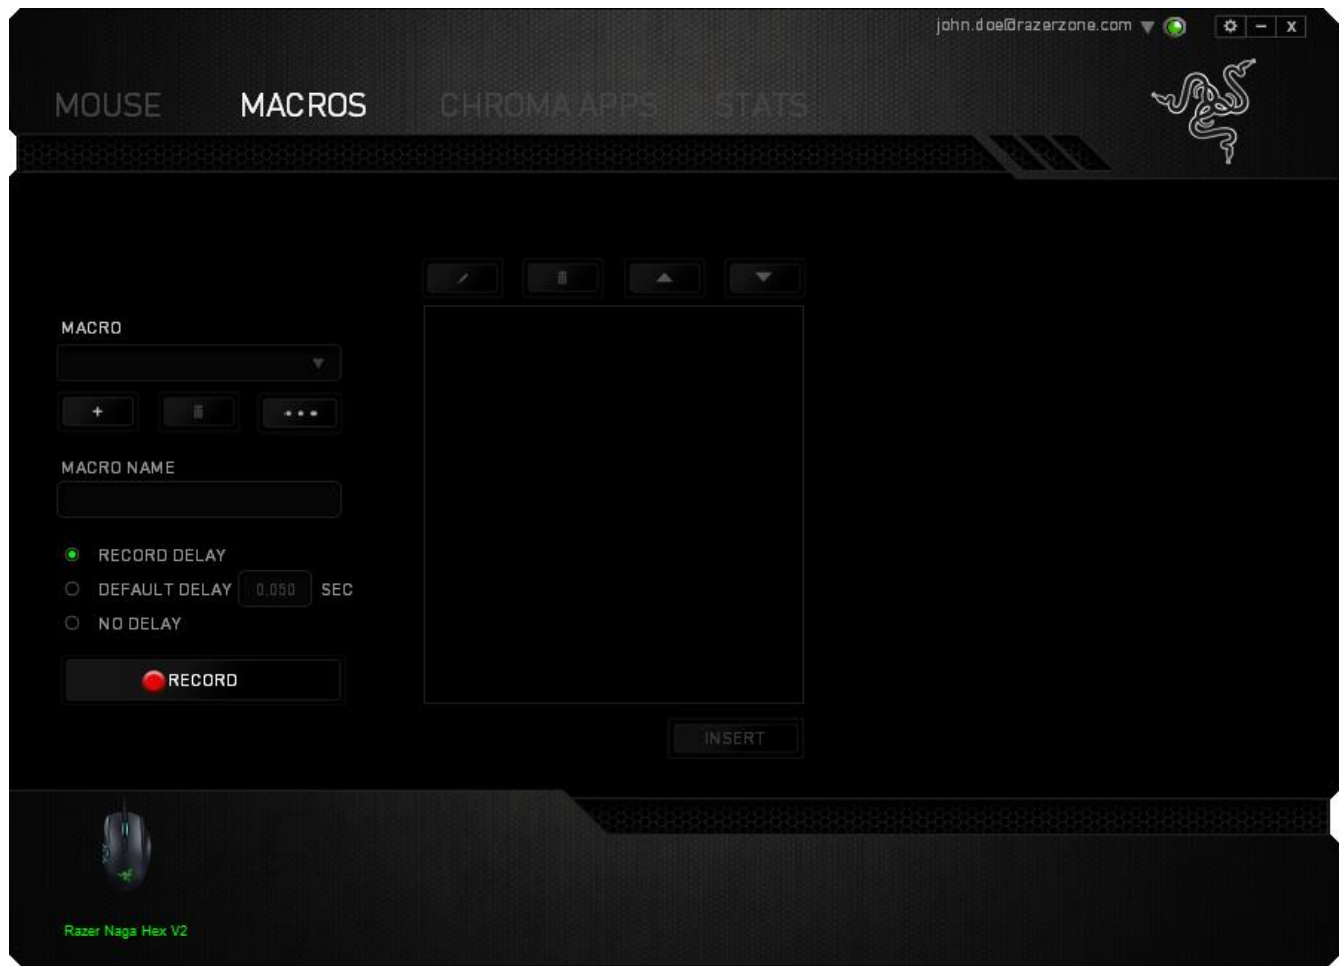 john.doe@razerzone.com
MOUSE MACROS CHROMA APPS STATS
MACRO
MACRO NAME
RECORD DELAY
DEFAULT DELAY 0.050 SEC
NO DELAY
RECORD
INSERT
Razer Naga Hex V2